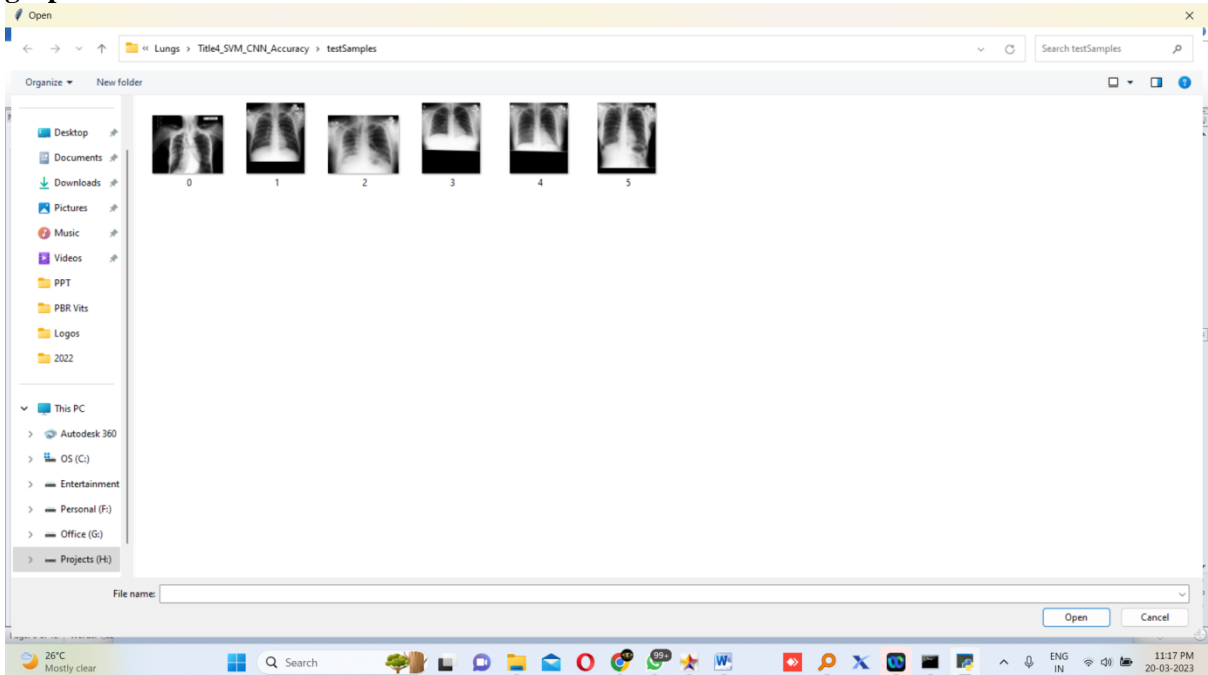 Open
« Lungs › Title4_SVM_CNN_Accuracy › testSamples
Search testSamples
Organize
New folder
Desktop
Documents
Downloads
Pictures
Music
Videos
PPT
PBR Vits
Logos
2022
This PC
Autodesk 360
OS (C:)
Entertainment
Personal (F:)
Office (G:)
Projects (H:)
0 1 2 3 4 5
File name:
Open Cancel
26°C
Mostly clear
Search
99+
ENG
IN
11:17 PM
20-03-2023